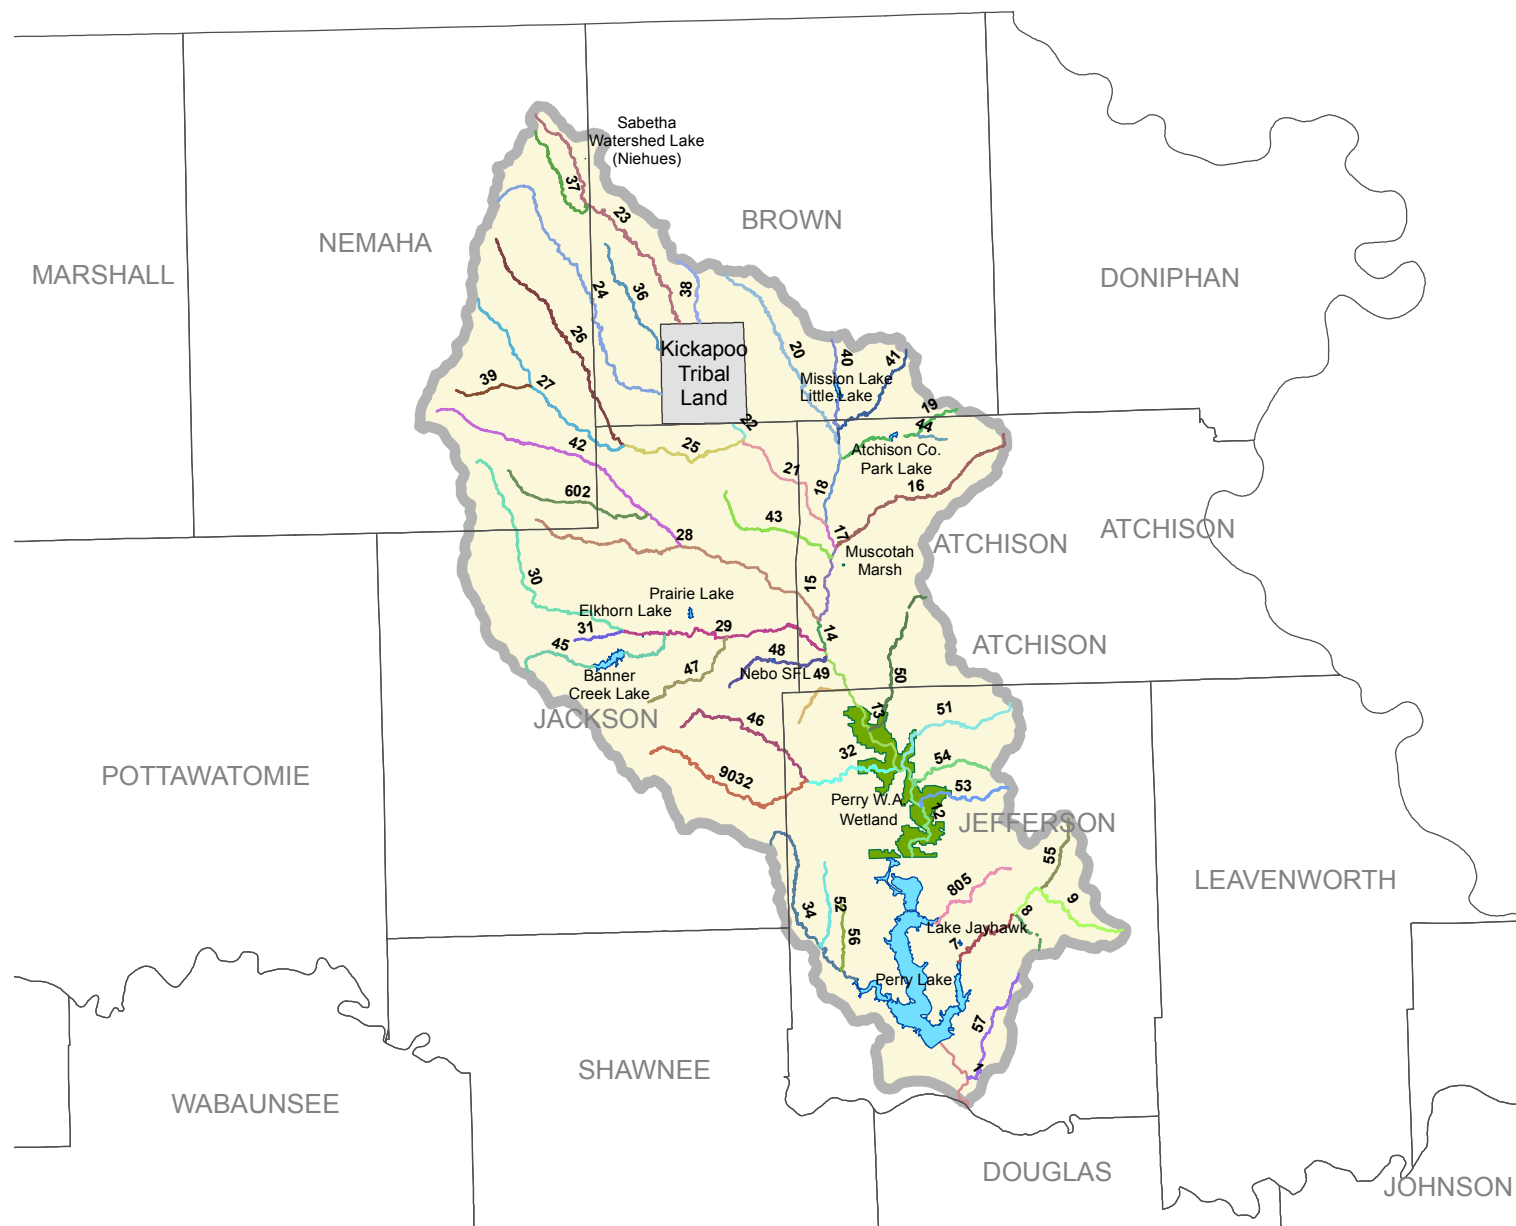 Sabetha
Watershed Lake
(Niehues)
37
23
BROWN
NEMAHA
MARSHALL
DONIPHAN
24
36
38
26
20
40
41
Kickapoo
Tribal
Land
Mission Lake
Little Lake
39
27
19
22
44
42
25
Atchison Co.
Park Lake
21
18
16
602
43
17
28
ATCHISON
ATCHISON
Muscotah
Marsh
30
15
Prairie Lake
Elkhorn Lake
31
29
14
45
48
ATCHISON
47
Nebo SFL
49
50
Banner
Creek Lake
JACKSON
46
13
51
32
54
9032
53
POTTAWATOMIE
Perry W.A.
Wetland
12
JEFFERSON
55
805
LEAVENWORTH
34
52
56
8
9
Lake Jayhawk
7
Perry Lake
57
1
SHAWNEE
WABAUNSEE
DOUGLAS
JOHNSON